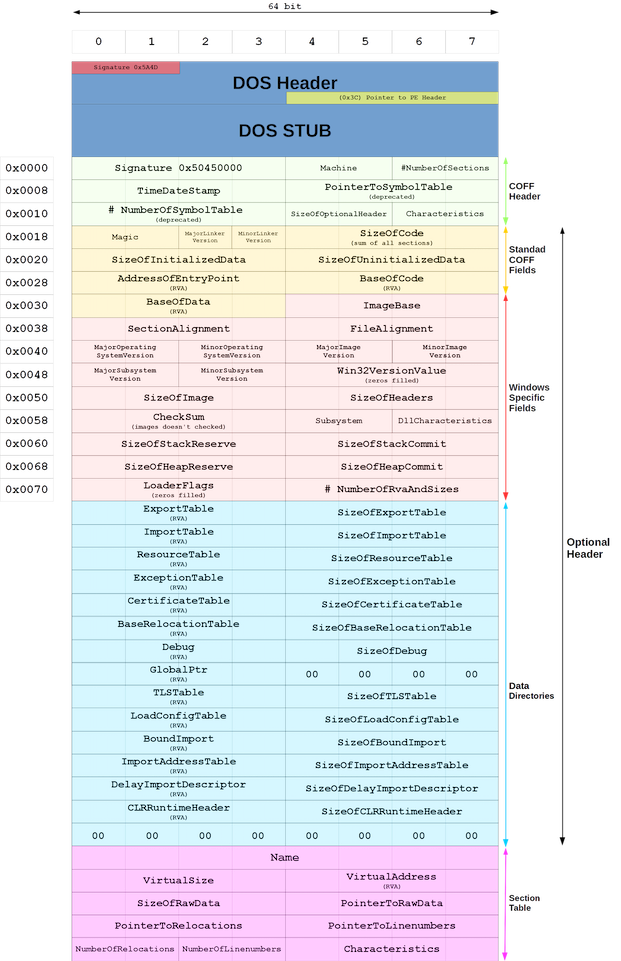 64 bit
0 1 2 3 4 5 6 7
Signature 0x5A4D
DOS Header
(0x3C) Pointer to PE Header
DOS STUB
0x0000 Signature 0x50450000 Machine #NumberOfSections
0x0008 TimeDateStamp PointerToSymbolTable
(deprecated)
COFF
Header
0x0010 # NumberOfSymbolTable
(deprecated)
SizeOfOptionalHeader Characteristics
0x0018 Magic MajorLinker
Version
MinorLinker
Version
SizeOfCode
(sum of all sections)
0x0020 SizeOfInitializedData SizeOfUninitializedData
Standad
COFF
Fields
0x0028 AddressOfEntryPoint
(RVA)
BaseOfCode
(RVA)
0x0030 BaseOfData
(RVA)
ImageBase
0x0038 SectionAlignment FileAlignment
0x0040 MajorOperating
SystemVersion
MinorOperating
SystemVersion
MajorImage
Version
MinorImage
Version
0x0048 MajorSubsystem
Version
MinorSubsystem
Version
Win32VersionValue
(zeros filled)
0x0050 SizeOfImage SizeOfHeaders
Windows
Specific
Fields
0x0058 CheckSum
(images doesn't checked)
Subsystem DllCharacteristics
0x0060 SizeOfStackReserve SizeOfStackCommit
0x0068 SizeOfHeapReserve SizeOfHeapCommit
0x0070 LoaderFlags
(zeros filled)
# NumberOfRvaAndSizes
ExportTable
(RVA)
SizeOfExportTable
ImportTable
(RVA)
SizeOfImportTable
Optional
Header
ResourceTable
(RVA)
SizeOfResourceTable
ExceptionTable
(RVA)
SizeOfExceptionTable
CertificateTable
(RVA)
SizeOfCertificateTable
BaseRelocationTable
(RVA)
SizeOfBaseRelocationTable
Debug
(RVA)
SizeOfDebug
GlobalPtr
(RVA)
00 00 00 00
TLSTable
(RVA)
SizeOfTLSTable
Data
Directories
LoadConfigTable
(RVA)
SizeOfLoadConfigTable
BoundImport
(RVA)
SizeOfBoundImport
ImportAddressTable
(RVA)
SizeOfImportAddressTable
DelayImportDescriptor
(RVA)
SizeOfDelayImportDescriptor
CLRRuntimeHeader
(RVA)
SizeOfCLRRuntimeHeader
00 00 00 00 00 00 00 00
Name
VirtualSize VirtualAddress
(RVA)
SizeOfRawData PointerToRawData
Section
Table
PointerToRelocations PointerToLinenumbers
NumberOfRelocations NumberOfLinenumbers Characteristics